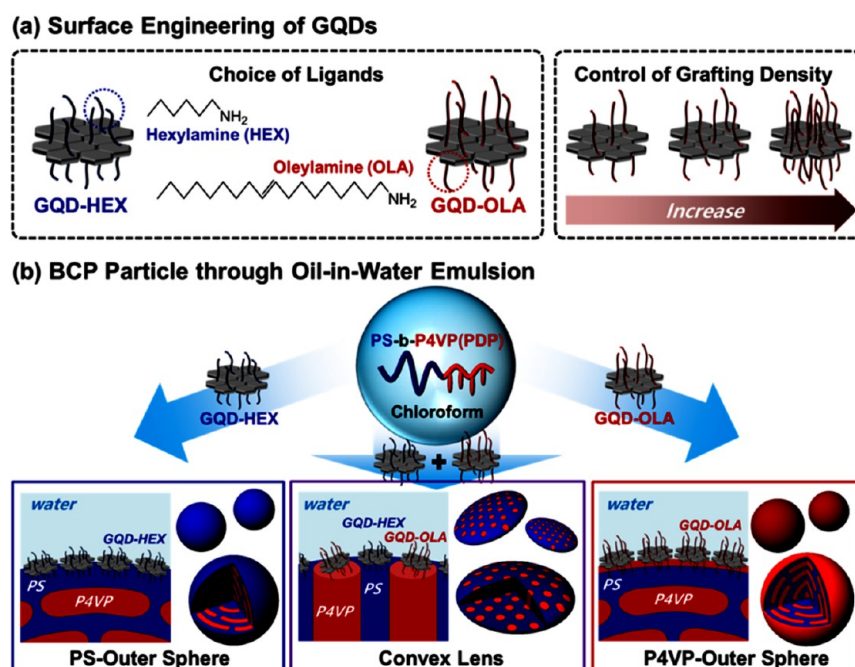 (a) Surface Engineering of GQDs
Choice of Ligands
NH2
Hexylamine (HEX)
Oleylamine (OLA)
NH2
GQD-HEX
GQD-OLA
Control of Grafting Density
Increase
(b) BCP Particle through Oil-in-Water Emulsion
PS-b-P4VP(PDP)
Chloroform
GQD-HEX
GQD-OLA
+
water
GQD-HEX
PS
P4VP
PS-Outer Sphere
water
GQD-HEX
GQD-OLA
P4VP
PS
Convex Lens
water
GQD-OLA
PS
P4VP
P4VP-Outer Sphere